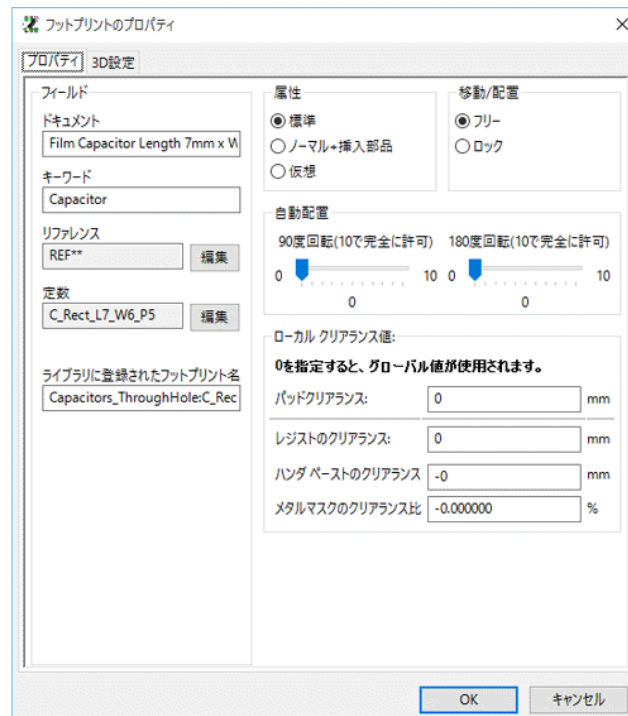 フットプリントのプロパティ
プロパティ 3D設定
フィールド
ドキュメント
Film Capacitor Length 7mm x W
キーワード
Capacitor
リファレンス
REF** 編集
定数
C_Rect_L7_W6_P5 編集
ライブラリに登録されたフットプリント名
Capacitors_ThroughHole:C_Rec
属性
標準
ノーマル+挿入部品
仮想
移動/配置
フリー
ロック
自動配置
90度回転(10で完全に許可) 180度回転(10で完全に許可)
0 10 0 10
0 0
ローカル クリアランス値:
0を指定すると、グローバル値が使用されます。
パッドクリアランス: 0 mm
レジストのクリアランス: 0 mm
ハンダ ペーストのクリアランス -0 mm
メタルマスクのクリアランス比 -0.000000 %
OK キャンセル